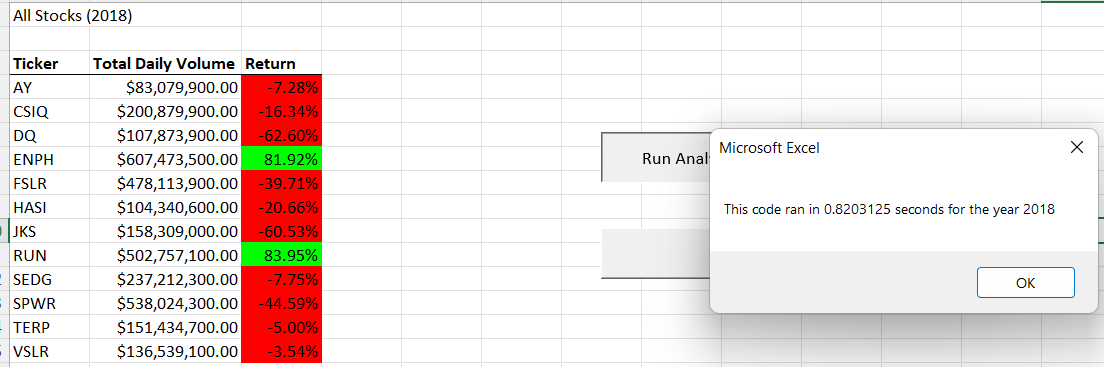 All Stocks (2018)
Ticker Total Daily Volume Return
AY $83,079,900.00 -7.28%
CSIQ $200,879,900.00 -16.34%
DQ $107,873,900.00 -62.60%
ENPH $607,473,500.00 81.92%
FSLR $478,113,900.00 -39.71%
HASI $104,340,600.00 -20.66%
JKS $158,309,000.00 -60.53%
RUN $502,757,100.00 83.95%
SEDG $237,212,300.00 -7.75%
SPWR $538,024,300.00 -44.59%
TERP $151,434,700.00 -5.00%
VSLR $136,539,100.00 -3.54%
Run Anal
Microsoft Excel
This code ran in 0.8203125 seconds for the year 2018
OK